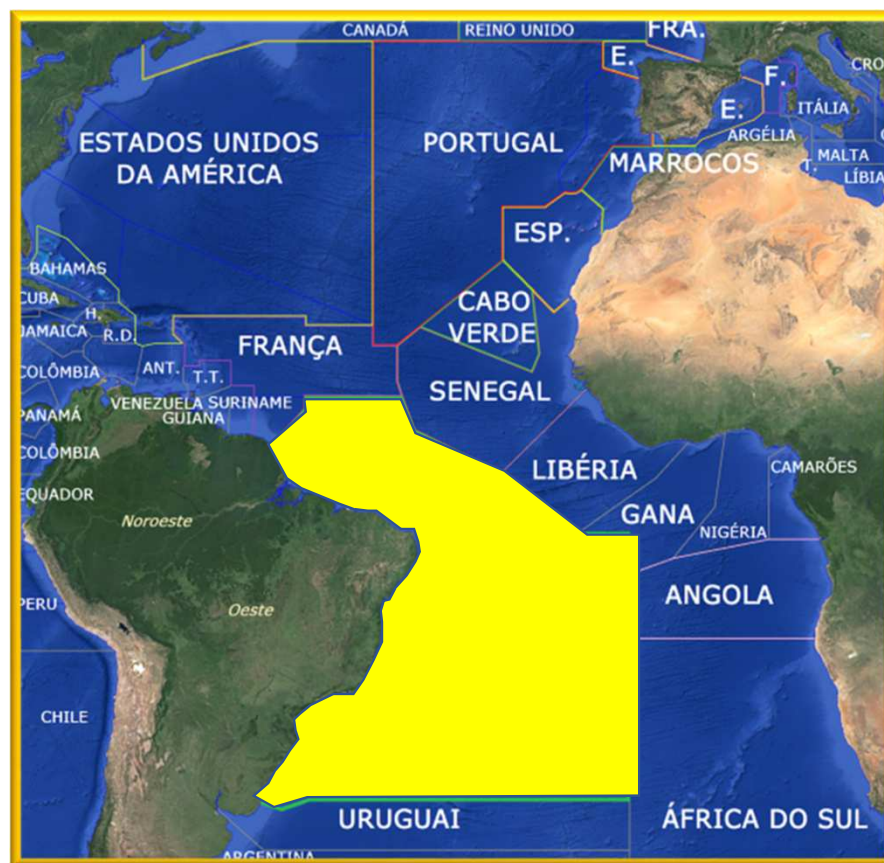 CANADÁ
REINO UNIDO
FRA.
E.
F.
CRO
E.
ITÁLIA
ESTADOS UNIDOS
DA AMÉRICA
PORTUGAL
ARGÉLIA
MARROCOS
MALTA
T.
LÍBIA
ESP.
BAHAMAS
CUBA
H.
CABO
VERDE
JAMAICA
R.D.
FRANÇA
COLÔMBIA
ANT.
T.T.
SENEGAL
VENEZUELA
SURINAME
PANAMÁ
GUIANA
COLÔMBIA
LIBÉRIA
CAMARÕES
EQUADOR
GANA
Noroeste
NIGÉRIA
ANGOLA
PERU
Oeste
CHILE
URUGUAI
ÁFRICA DO SUL
ARGENTINA